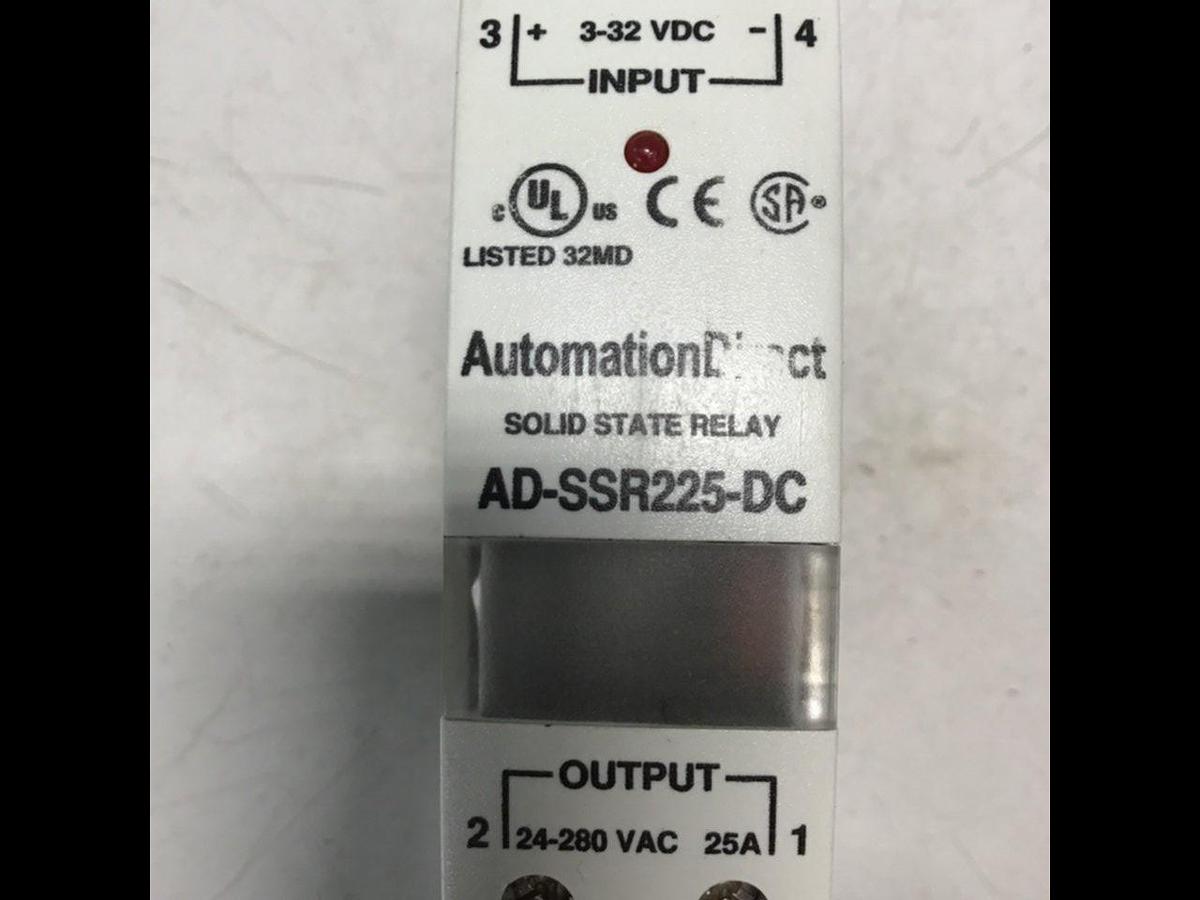 3 + 3-32 VDC - 4
INPUT
c UL US CE SA ®
LISTED 32MD
AutomationDirect
SOLID STATE RELAY
AD-SSR225-DC
OUTPUT
2 24-280 VAC 25A 1